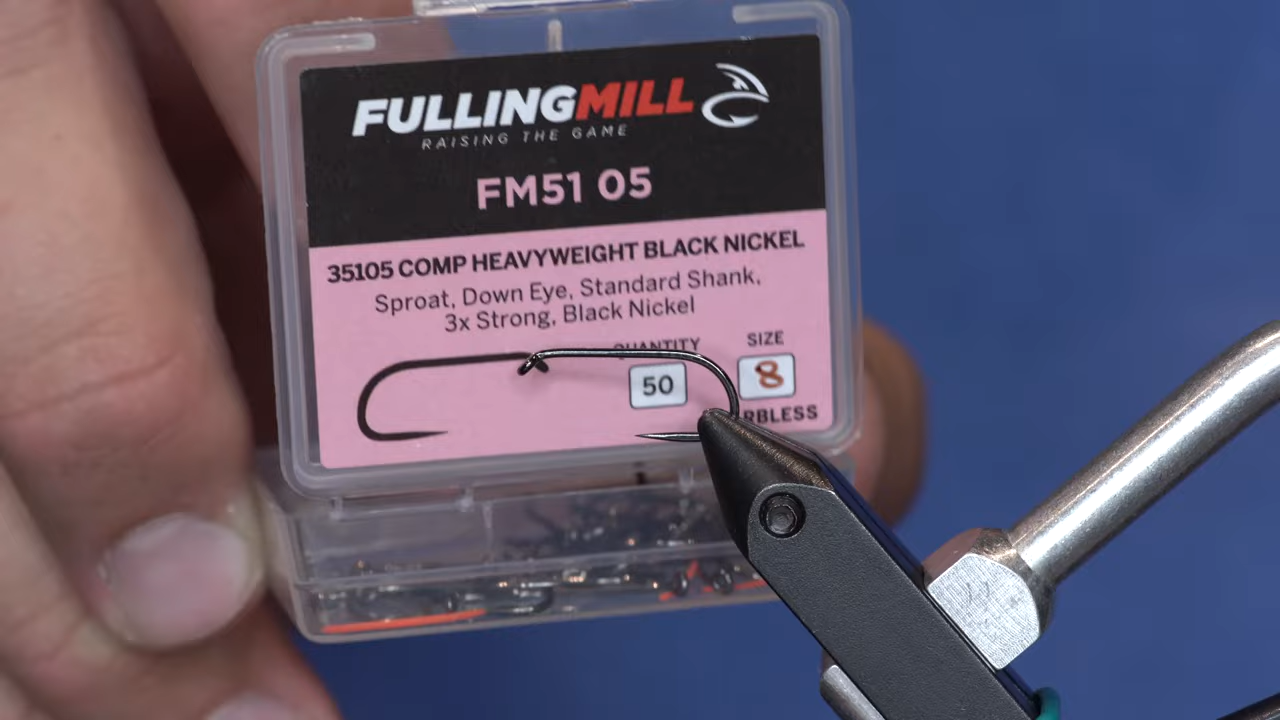 FULLINGMILL
RAISING THE GAME
FM51 05
35105 COMP HEAVYWEIGHT BLACK NICKEL
Sproat, Down Eye, Standard Shank,
3x Strong, Black Nickel
QUANTITY SIZE
50 8
RBLESS